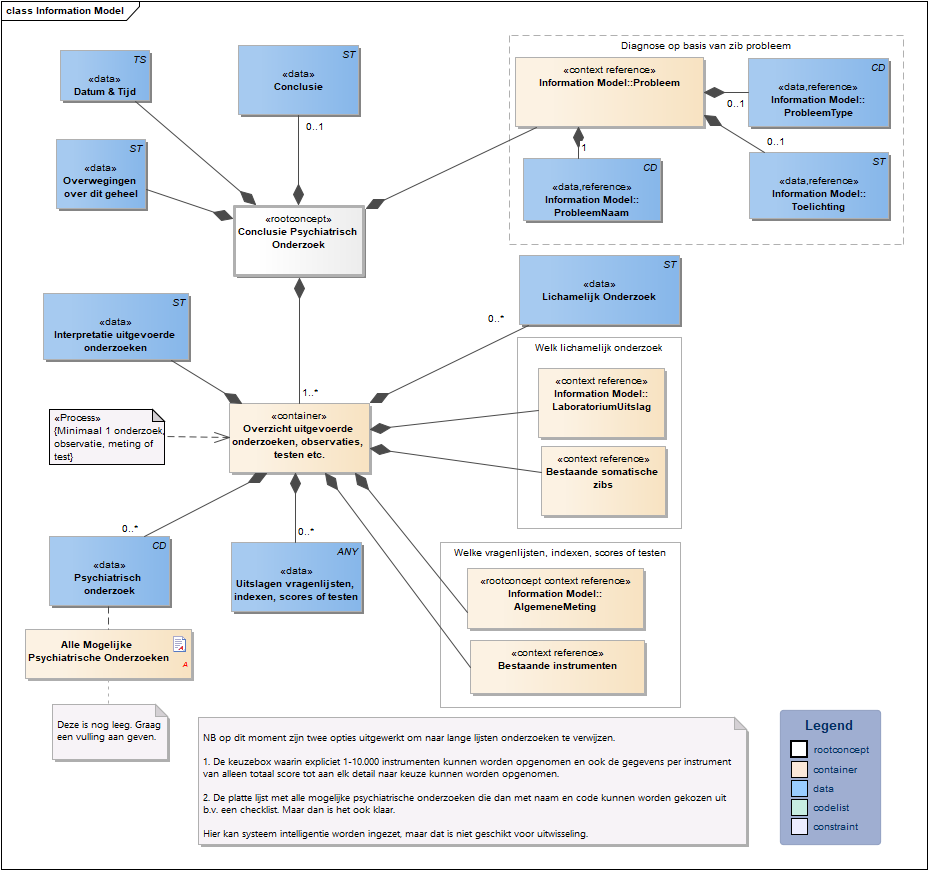 class Information Model
TS
«data»
Datum & Tijd
ST
«data»
Conclusie
0..1
Diagnose op basis van zib probleem
«context reference»
Information Model::Probleem
CD
«data,reference»
Information Model::
ProbleemType
0..1
0..1
1
ST
«data»
Overwegingen
over dit geheel
CD
«data,reference»
Information Model::
ProbleemNaam
ST
«data,reference»
Information Model::
Toelichting
«rootconcept»
Conclusie Psychiatrisch
Onderzoek
ST
«data»
Lichamelijk Onderzoek
0..*
ST
«data»
Interpretatie uitgevoerde
onderzoeken
1..*
Welk lichamelijk onderzoek
«context reference»
Information Model::
LaboratoriumUitslag
«context reference»
Bestaande somatische
zibs
«container»
Overzicht uitgevoerde
onderzoeken, observaties,
testen etc.
«Process»
{Minimaal 1 onderzoek,
observatie, meting of
test}
0..*
0..*
CD
«data»
Psychiatrisch
onderzoek
ANY
«data»
Uitslagen vragenlijsten,
indexen, scores of testen
Welke vragenlijsten, indexen, scores of testen
«rootconcept context reference»
Information Model::
AlgemeneMeting
«context reference»
Bestaande instrumenten
Alle Mogelijke
Psychiatrische Onderzoeken
A
Deze is nog leeg. Graag
een vulling aan geven.
NB op dit moment zijn twee opties uitgewerkt om naar lange lijsten onderzoeken te verwijzen.
1. De keuzebox waarin expliciet 1-10.000 instrumenten kunnen worden opgenomen en ook de gegevens per instrument
van alleen totaal score tot aan elk detail naar keuze kunnen worden opgenomen.
2. De platte lijst met alle mogelijke psychiatrische onderzoeken die dan met naam en code kunnen worden gekozen uit
b.v. een checklist. Maar dan is het ook klaar.
Hier kan systeem intelligentie worden ingezet, maar dat is niet geschikt voor uitwisseling.
Legend
rootconcept
container
data
codelist
constraint